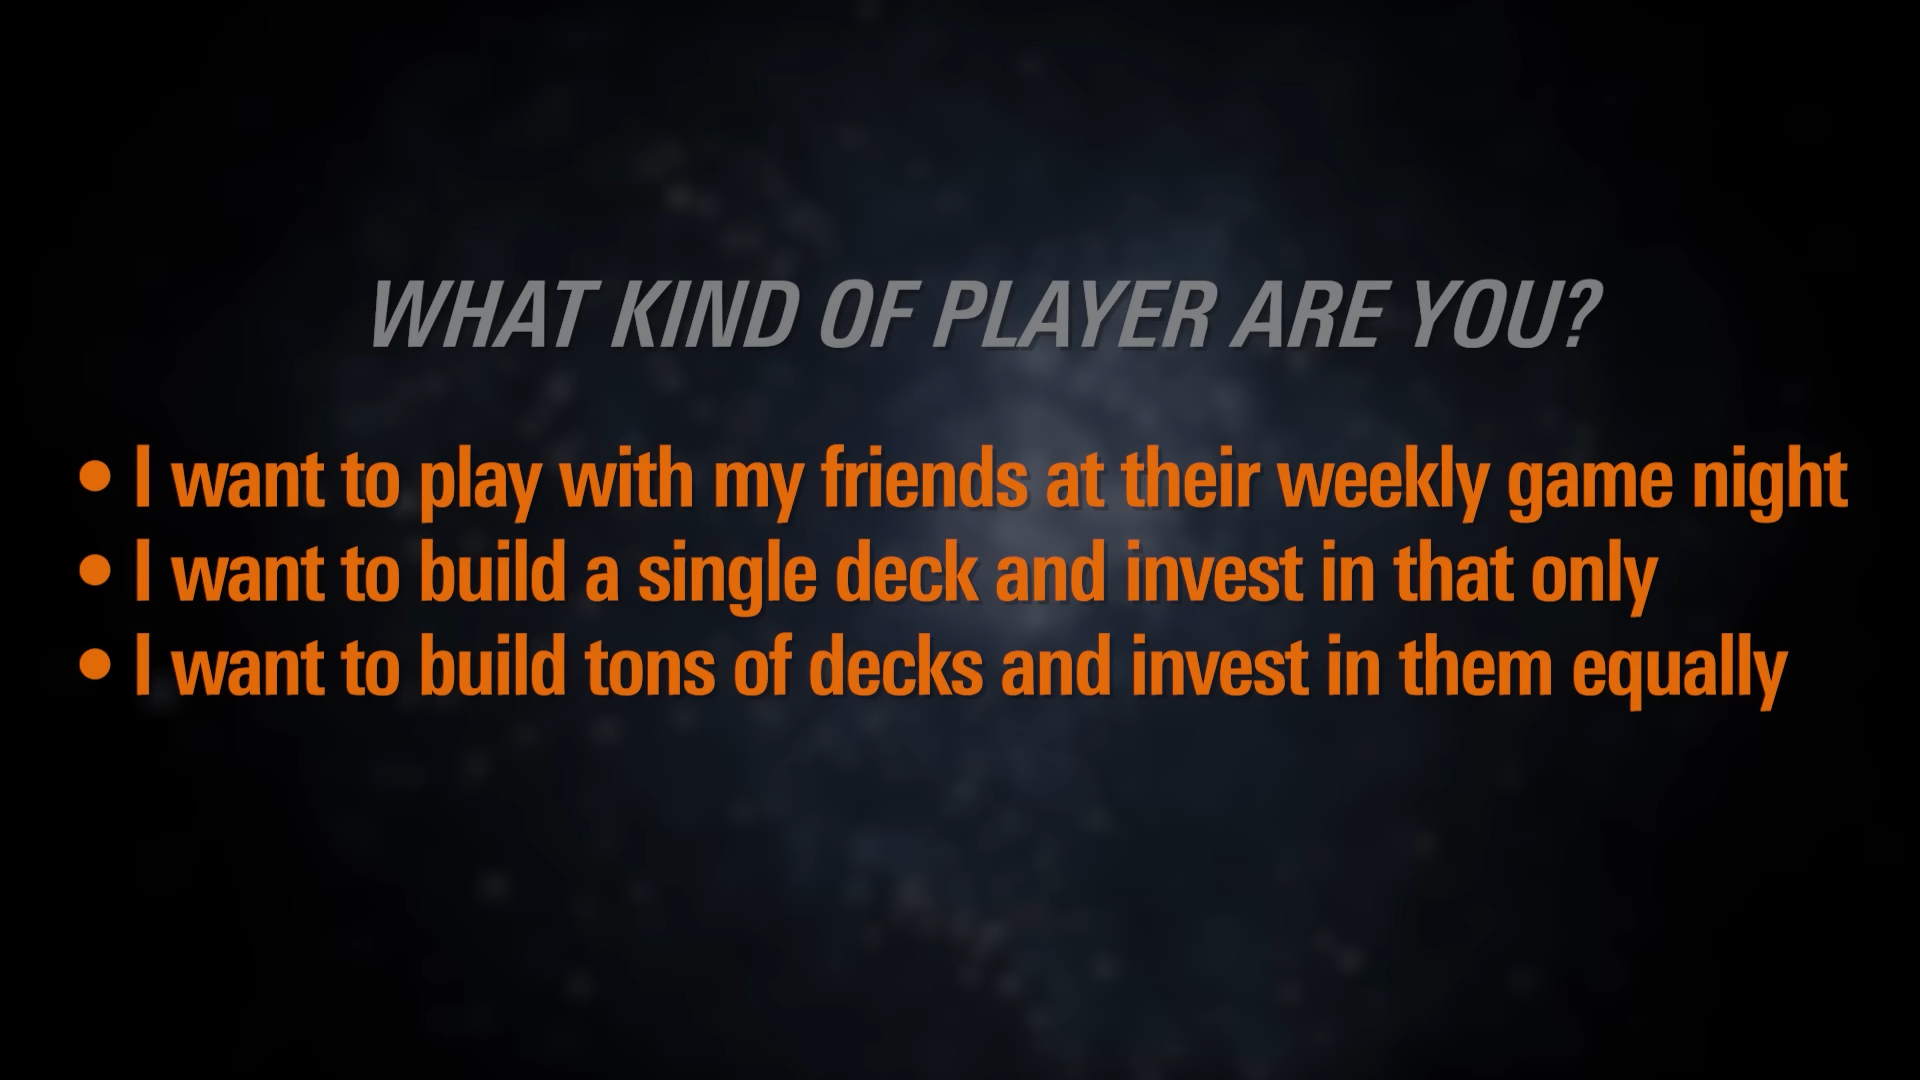 WHAT KIND OF PLAYER ARE YOU?
• I want to play with my friends at their weekly game night
• I want to build a single deck and invest in that only
• I want to build tons of decks and invest in them equally